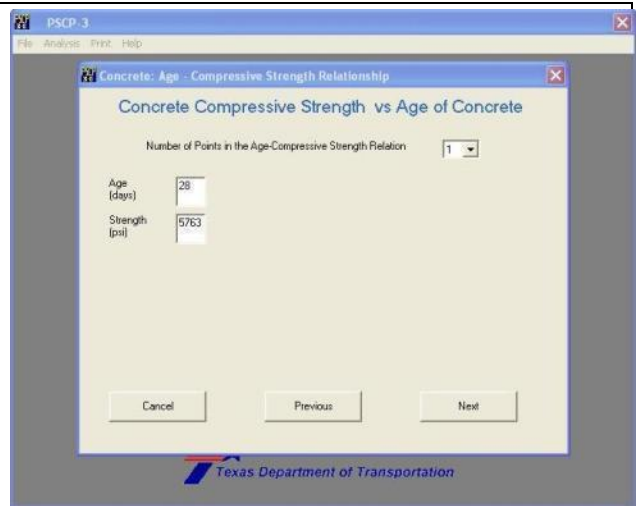 PSCP-3
File Analysis Print Help
Concrete: Age - Compressive Strength Relationship
Concrete Compressive Strength vs Age of Concrete
Number of Points in the Age-Compressive Strength Relation 1
Age (days) 28
Strength (psi) 5763
Cancel Previous Next
Texas Department of Transportation